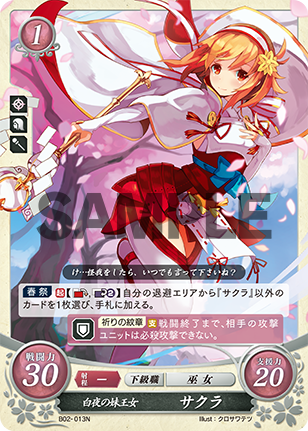 1
SAMPLE
け…怪我をしたら、いつでも言って下さいね?
春祭 起 自分の退避エリアから『サクラ』以外の
カードを1枚選び、手札に加える。
祈りの紋章 支 戦闘終了まで、相手の攻撃
ユニットは必殺攻撃できない。
戦闘力
30
射程 一 下級職 巫女
支援力
20
白夜の妹王女 サクラ
B02-013N
Illust:クロサワテツ